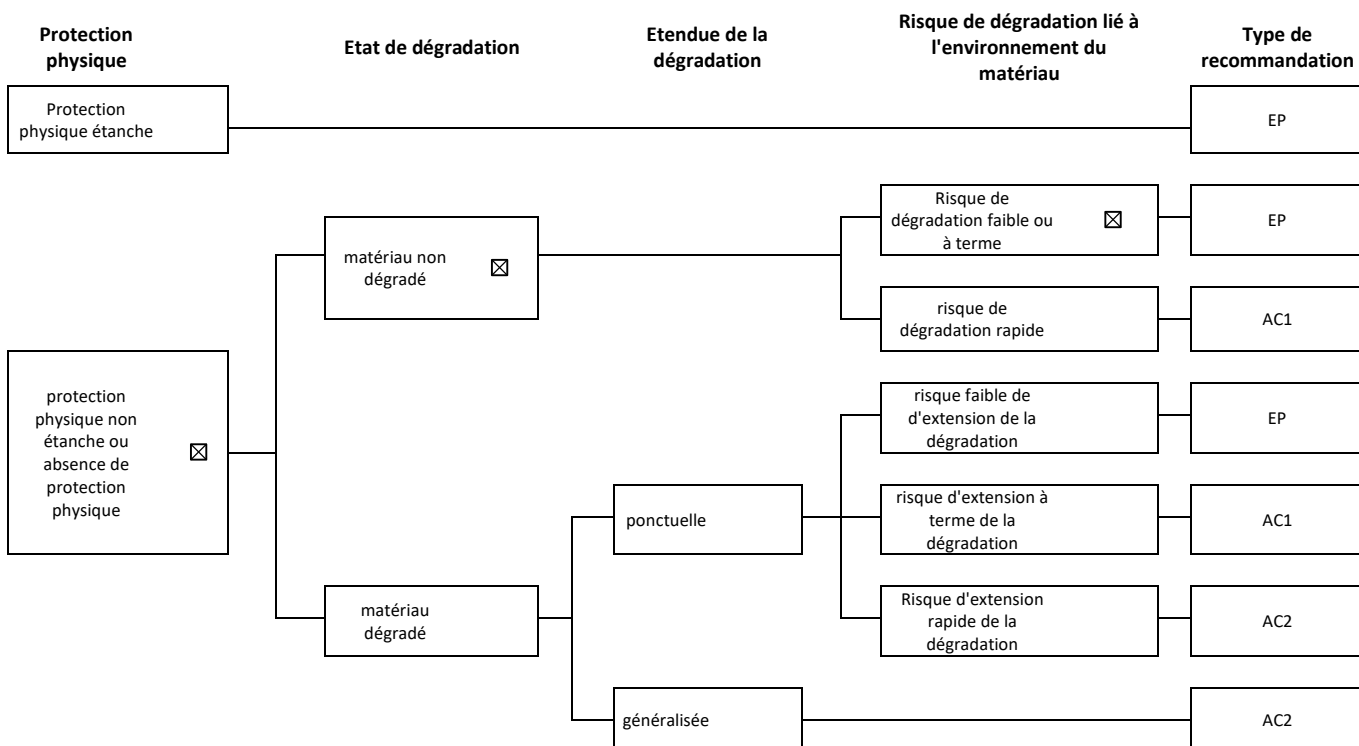 Protection
physique
Etat de dégradation
Etendue de la
dégradation
Risque de dégradation lié à
l'environnement du
matériau
Type de
recommandation
Protection
physique étanche
EP
matériau non
dégradé
☒
Risque de
dégradation faible ou
à terme
☒
EP
risque de
dégradation rapide
AC1
protection
physique non
étanche ou
absence de
protection
physique
☒
risque faible de
d'extension de la
dégradation
EP
ponctuelle
risque d'extension à
terme de la
dégradation
AC1
matériau
dégradé
Risque d'extension
rapide de la
dégradation
AC2
généralisée
AC2